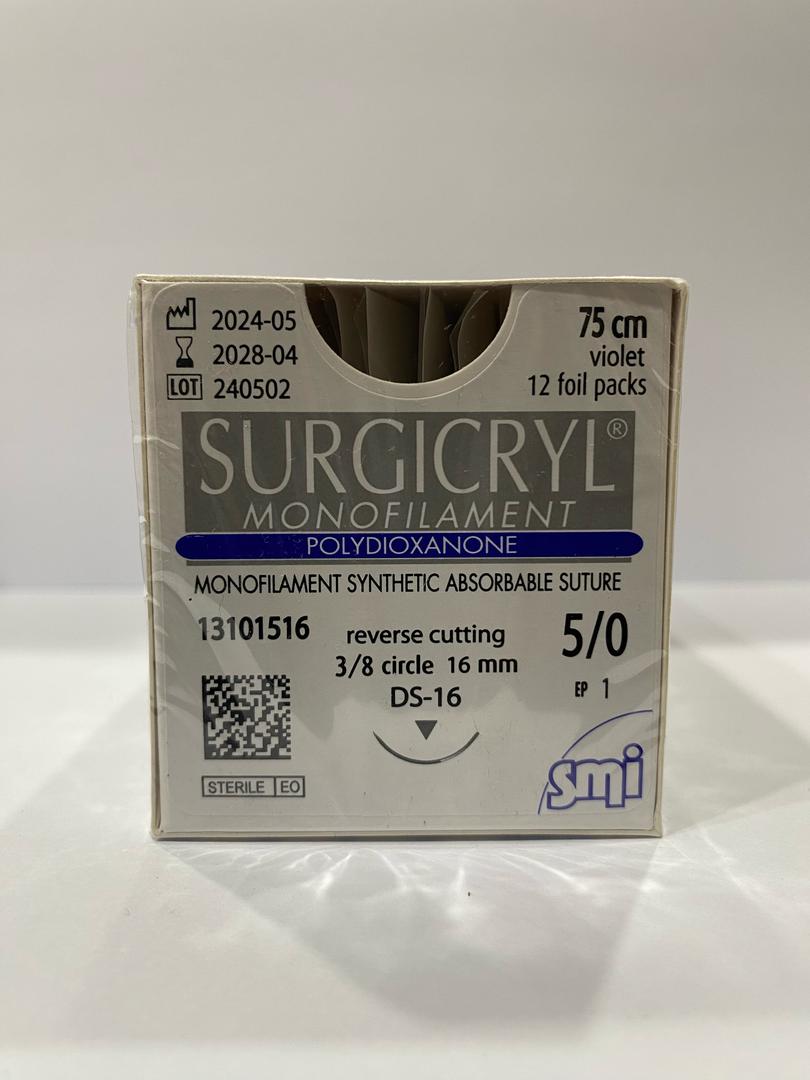 2024-05
2028-04
LOT 240502
75 cm
violet
12 foil packs
SURGICRYL®
MONOFILAMENT
POLYDIOXANONE
MONOFILAMENT SYNTHETIC ABSORBABLE SUTURE
13101516
reverse cutting
3/8 circle 16 mm
DS-16
5/0
EP 1
STERILE EO
smi